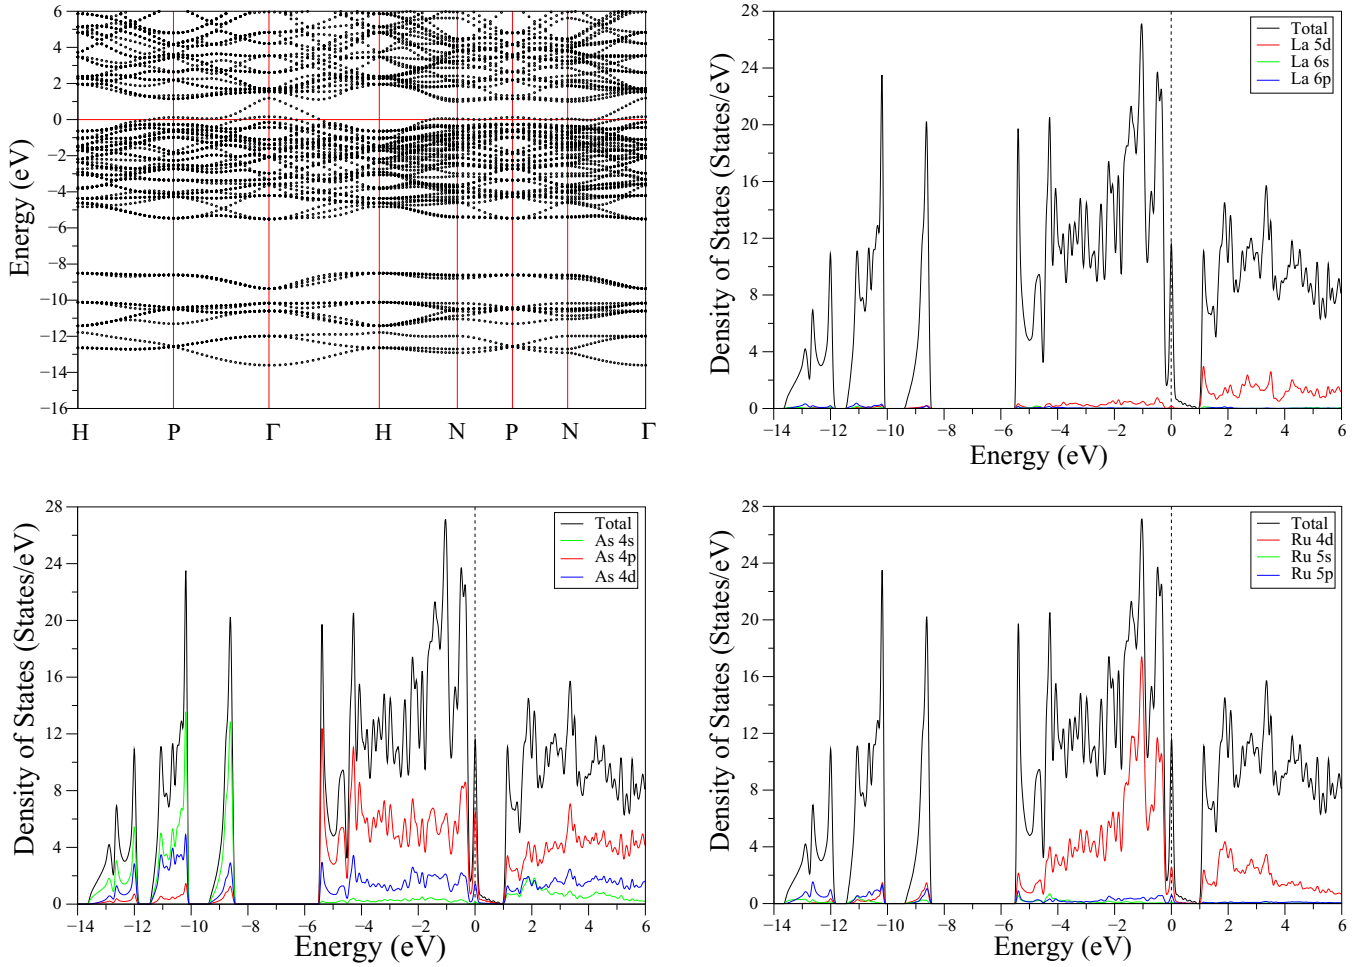 6
4
2
0
−2
−4
−6
−8
−10
−12
−14
−16
Energy (eV)
H P Γ H N P N Γ
28
24
20
16
12
8
4
0
Density of States (States/eV)
Total
La 5d
La 6s
La 6p
−14 −12 −10 −8 −6 −4 −2 0 2 4 6
Energy (eV)
28
24
20
16
12
8
4
0
Density of States (States/eV)
Total
As 4s
As 4p
As 4d
−14 −12 −10 −8 −6 −4 −2 0 2 4 6
Energy (eV)
28
24
20
16
12
8
4
0
Density of States (States/eV)
Total
Ru 4d
Ru 5s
Ru 5p
−14 −12 −10 −8 −6 −4 −2 0 2 4 6
Energy (eV)